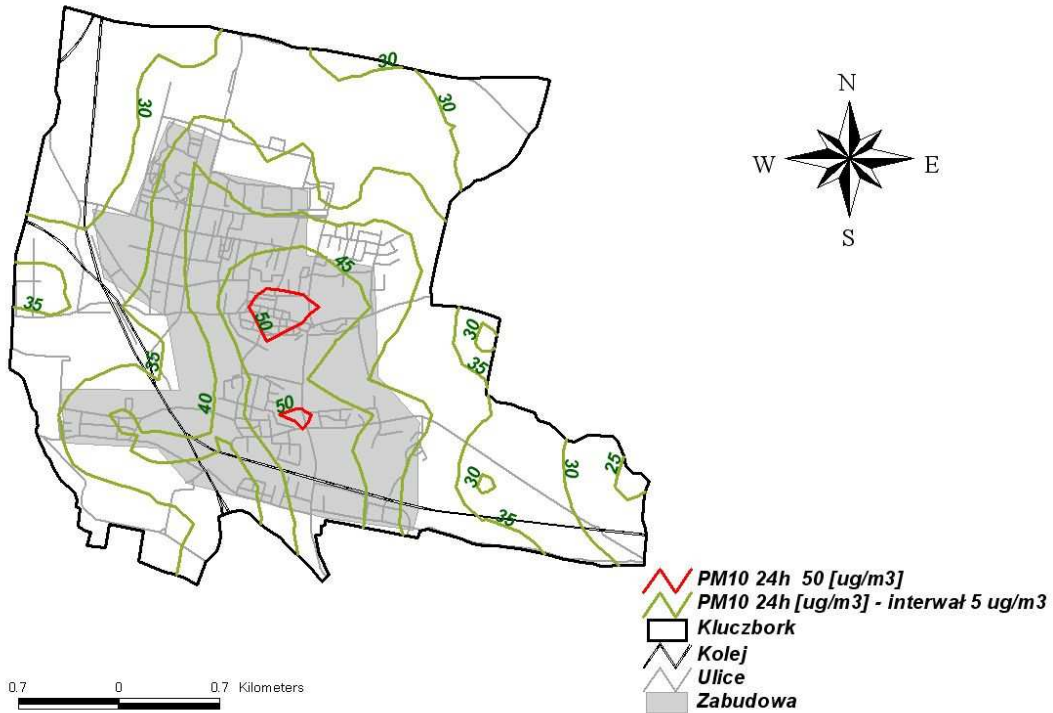 30
30
30
N
W E
S
45
35
50
30
35
35
40
50
30
30
25
35
PM10 24h 50 [ug/m3]
PM10 24h [ug/m3] - interwał 5 ug/m3
Kluczbork
Kolej
Ulice
Zabudowa
0.7 0 0.7 Kilometers